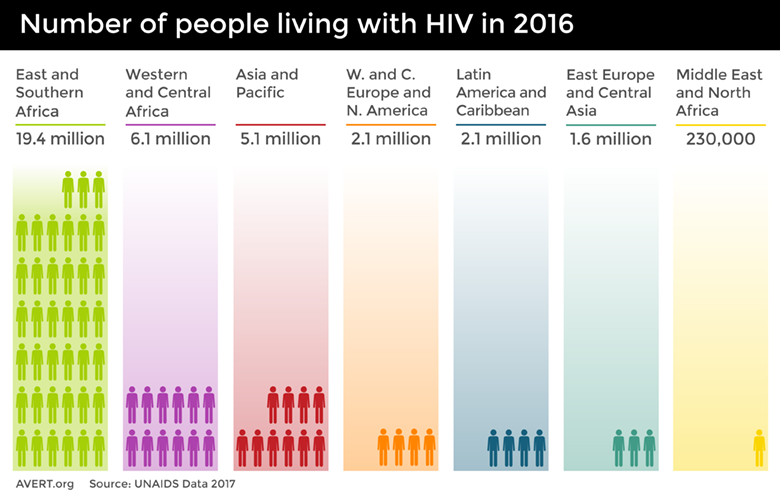 Number of people living with HIV in 2016
East and
Southern
Africa
19.4 million
Western
and Central
Africa
6.1 million
Asia and
Pacific
5.1 million
W. and C.
Europe and
N. America
2.1 million
Latin
America and
Caribbean
2.1 million
East Europe
and Central
Asia
1.6 million
Middle East
and North
Africa
230,000
AVERT.org Source: UNAIDS Data 2017